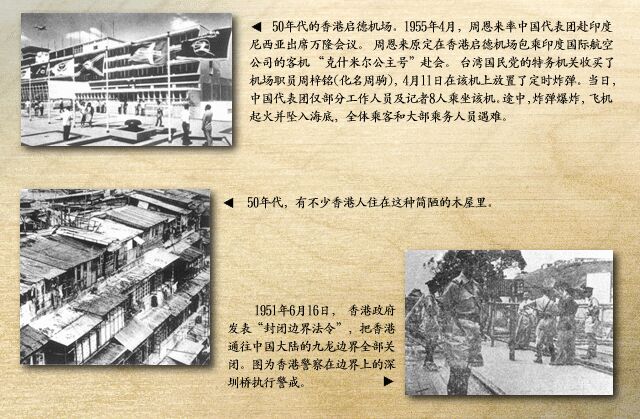 ◀ 50年代的香港启德机场。1955年4月，周恩来率中国代表团赴印度
尼西亚出席万隆会议。 周恩来原定在香港启德机场包乘印度国际航空
公司的客机 “克什米尔公主号” 赴会。 台湾国民党的特务机关收买了
机场职员周梓铭(化名周驹)，4月11日在该机上放置了定时炸弹。当日，
中国代表团仅部分工作人员及记者8人乘坐该机。途中，炸弹爆炸，飞机
起火并坠入海底，全体乘客和大部乘务人员遇难。
◀ 50年代，有不少香港人住在这种简陋的木屋里。
1951年6月16日， 香港政府
发表“封闭边界法令”，把香港
通往中国大陆的九龙边界全部关
闭。图为香港警察在边界上的深
圳桥执行警戒。 ▶